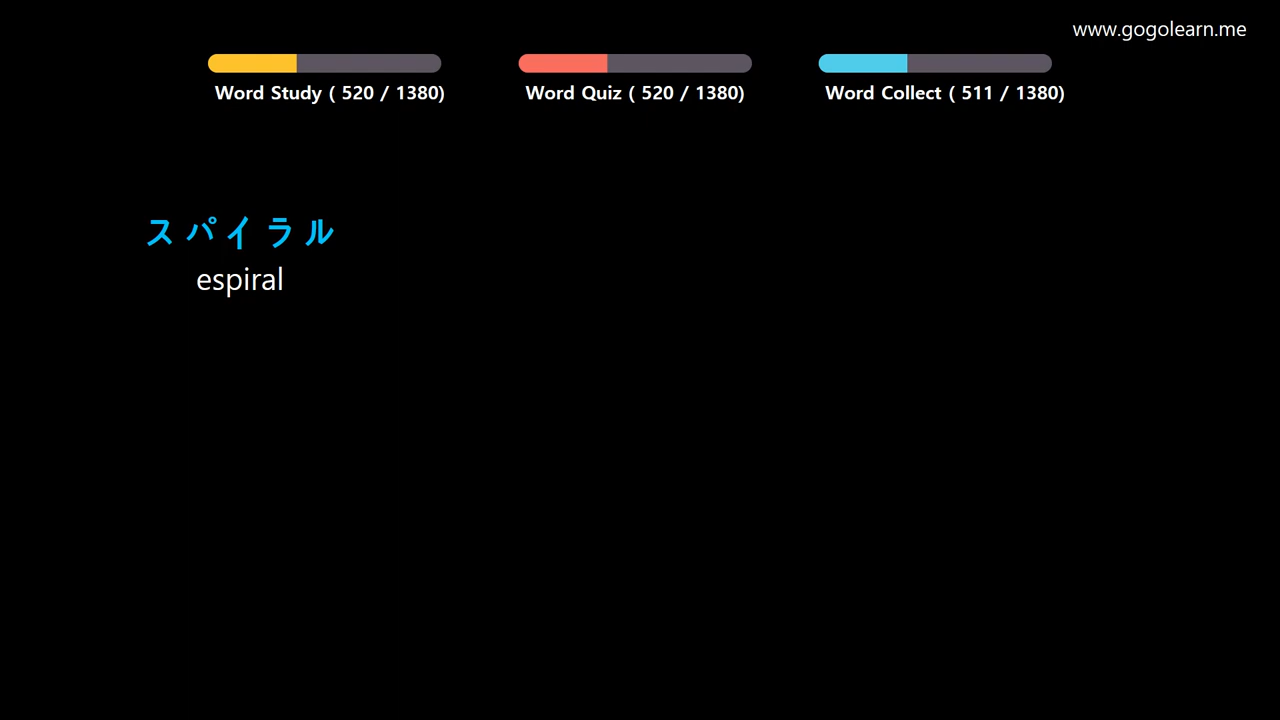 www.gogolearn.me
Word Study ( 520 / 1380)
Word Quiz ( 520 / 1380)
Word Collect ( 511 / 1380)
スパイラル
espiral